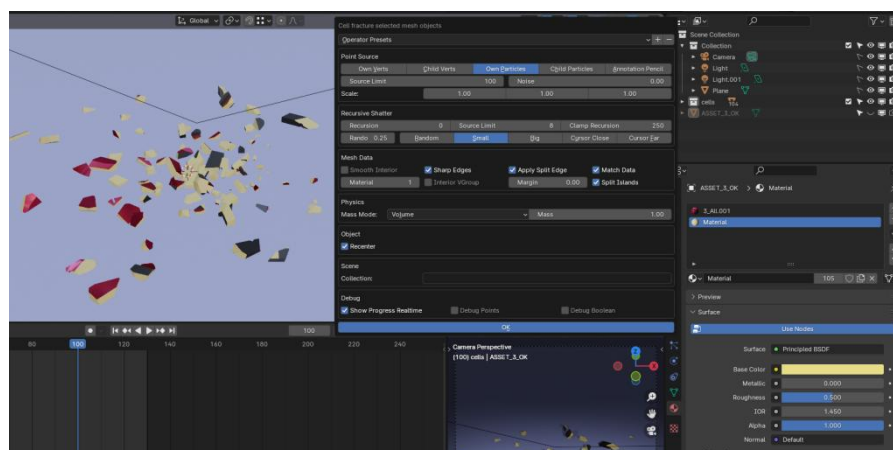 Global
Cell fracture selected mesh objects
Operator Presets
Point Source
Own Verts Child Verts Own Particles Child Particles Annotation Pencil
Source Limit 100 Noise 0.00
Scale: 1.00 1.00 1.00
Recursive Shatter
Recursion 0 Source Limit 8 Clamp Recursion 250
Rando 0.25 Random Small Big Cursor Close Cursor Far
Mesh Data
Smooth Interior Sharp Edges Apply Split Edge Match Data
Material 1 Interior VGroup Margin 0.00 Split Islands
Physics
Mass Mode: Volume Mass 1.00
Object
Recenter
Scene
Collection:
Debug
Show Progress Realtime Debug Points Debug Boolean
OK
100
80 100 120 140 160 180 200 220 240
Camera Perspective
(100) cells | ASSET_3_OK
Scene Collection
Collection
Camera
Light
Light.001
Plane
cells 104
ASSET_3_OK
ASSET_3_OK > Material
3_All.001
Material
Material 105
Preview
Surface
Use Nodes
Surface Principled BSDF
Base Color
Metallic 0.000
Roughness 0.500
IOR 1.450
Alpha 1.000
Normal Default